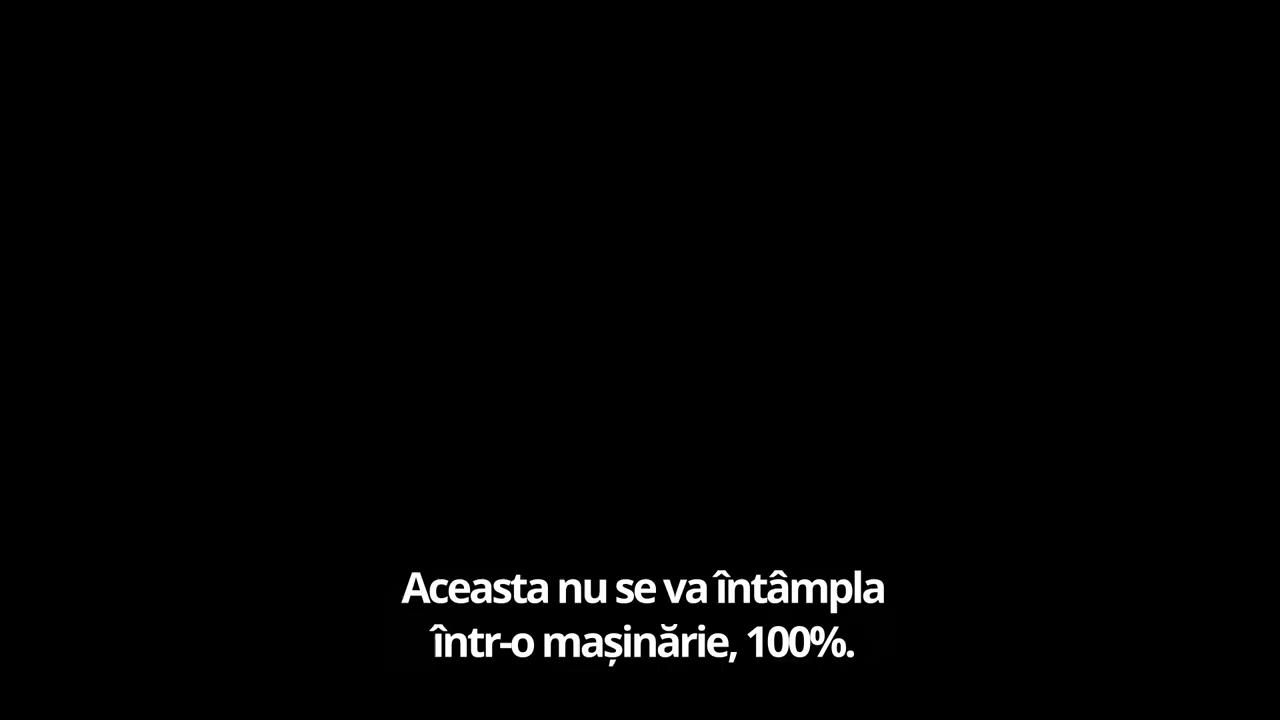 Aceasta nu se va întâmpla
într-o mașinărie, 100%.